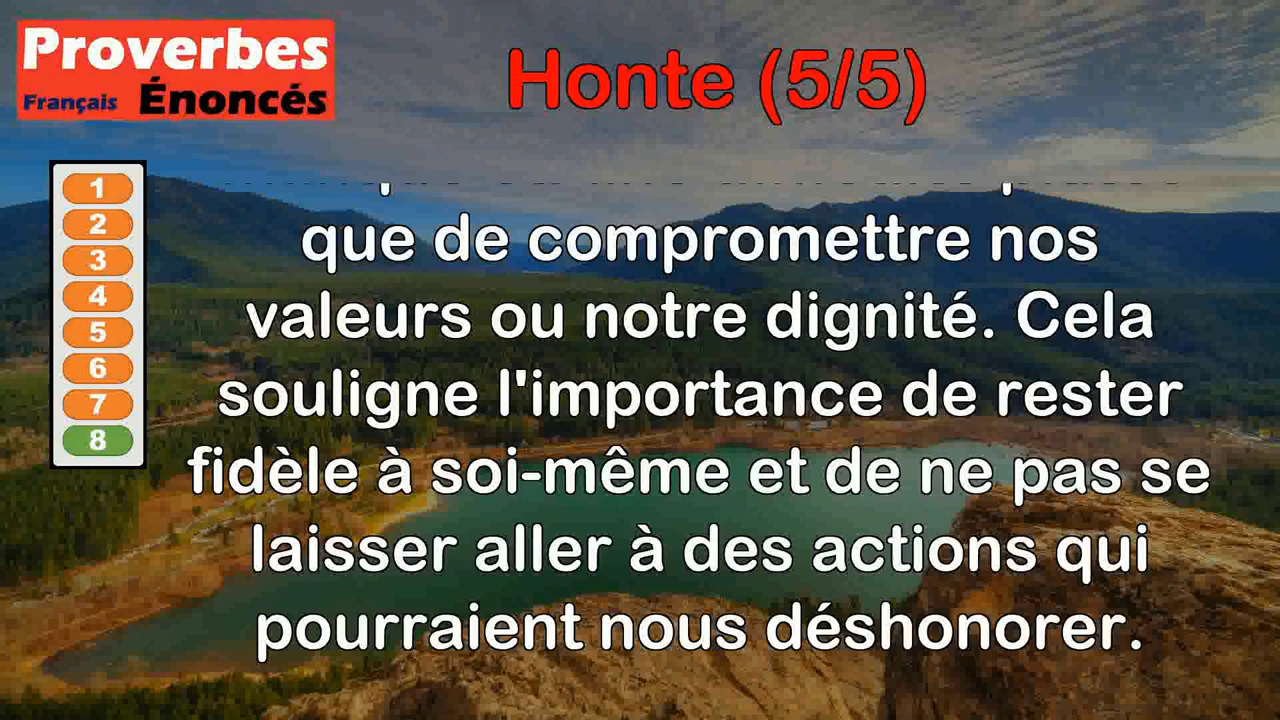 Proverbes
Français Énoncés
Honte (5/5)
1
2
3
4
5
6
7
8
que de compromettre nos
valeurs ou notre dignité. Cela
souligne l'importance de rester
fidèle à soi-même et de ne pas se
laisser aller à des actions qui
pourraient nous déshonorer.